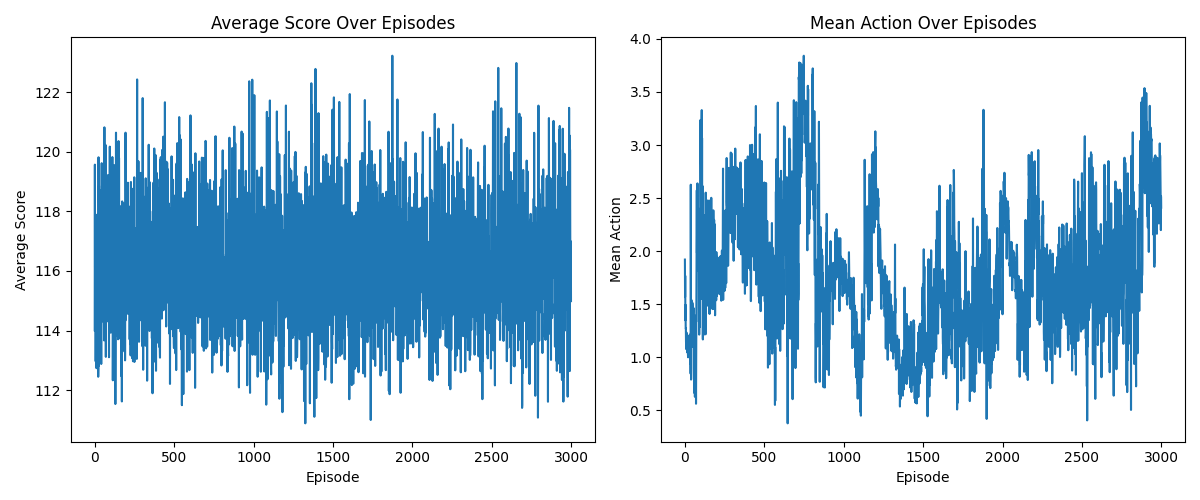 Average Score Over Episodes
Average Score
122
120
118
116
114
112
0 500 1000 1500 2000 2500 3000
Episode
Mean Action Over Episodes
Mean Action
4.0
3.5
3.0
2.5
2.0
1.5
1.0
0.5
0 500 1000 1500 2000 2500 3000
Episode